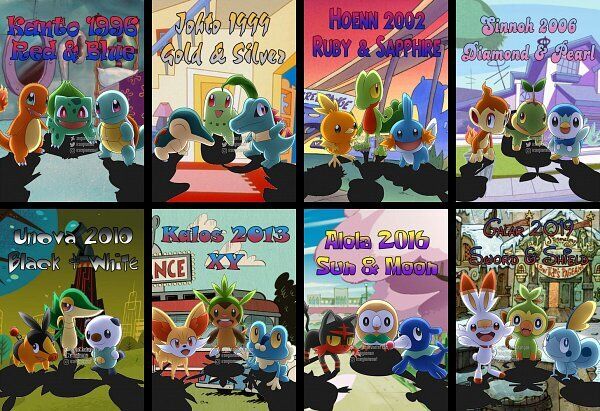 Kanto 1996
Red & Blue
Johto 1999
Gold & Silver
Hoenn 2002
Ruby & Sapphire
Sinnoh 2006
Diamond & Pearl
Unova 2010
Black + White
Kalos 2013
XY
NCE
Alola 2016
Sun & Moon
Galar 2019
Sword & Shield